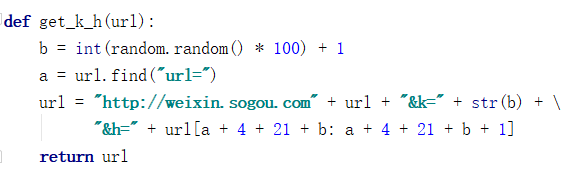 def get_k_h(url):
    b = int(random.random() * 100) + 1
    a = url.find("url=")
    url = "http://weixin.sogou.com" + url + "&k=" + str(b) + \
          "&h=" + url[a + 4 + 21 + b: a + 4 + 21 + b + 1]
    return url